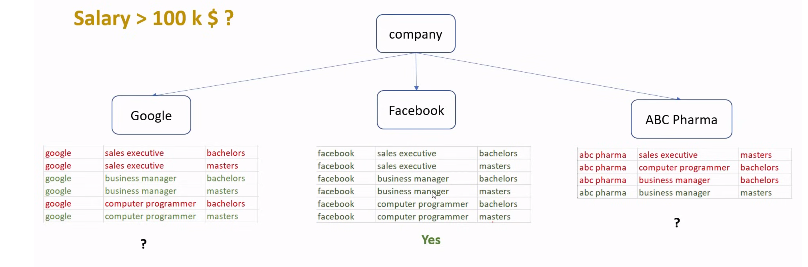 Salary > 100 k $ ?
company
Google
Facebook
ABC Pharma
google sales executive bachelors
google sales executive masters
google business manager bachelors
google business manager masters
google computer programmer bachelors
google computer programmer masters
?
facebook sales executive bachelors
facebook sales executive masters
facebook business manager bachelors
facebook business manager masters
facebook computer programmer bachelors
facebook computer programmer masters
Yes
abc pharma sales executive masters
abc pharma computer programmer bachelors
abc pharma business manager bachelors
abc pharma business manager masters
?